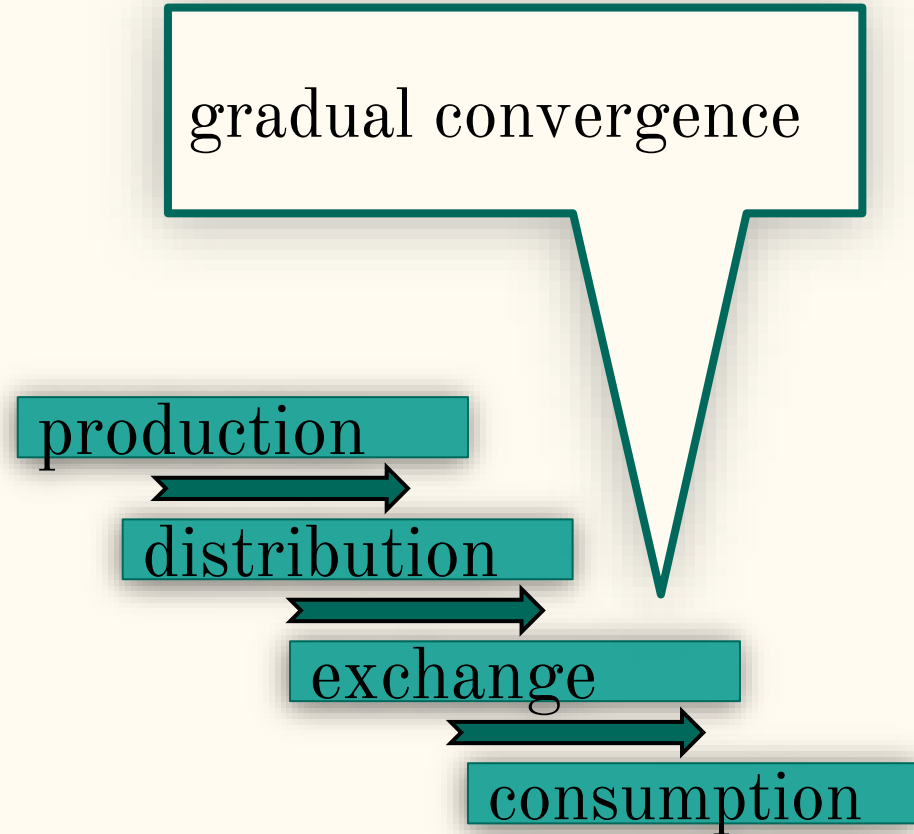 gradual convergence
production
distribution
exchange
consumption